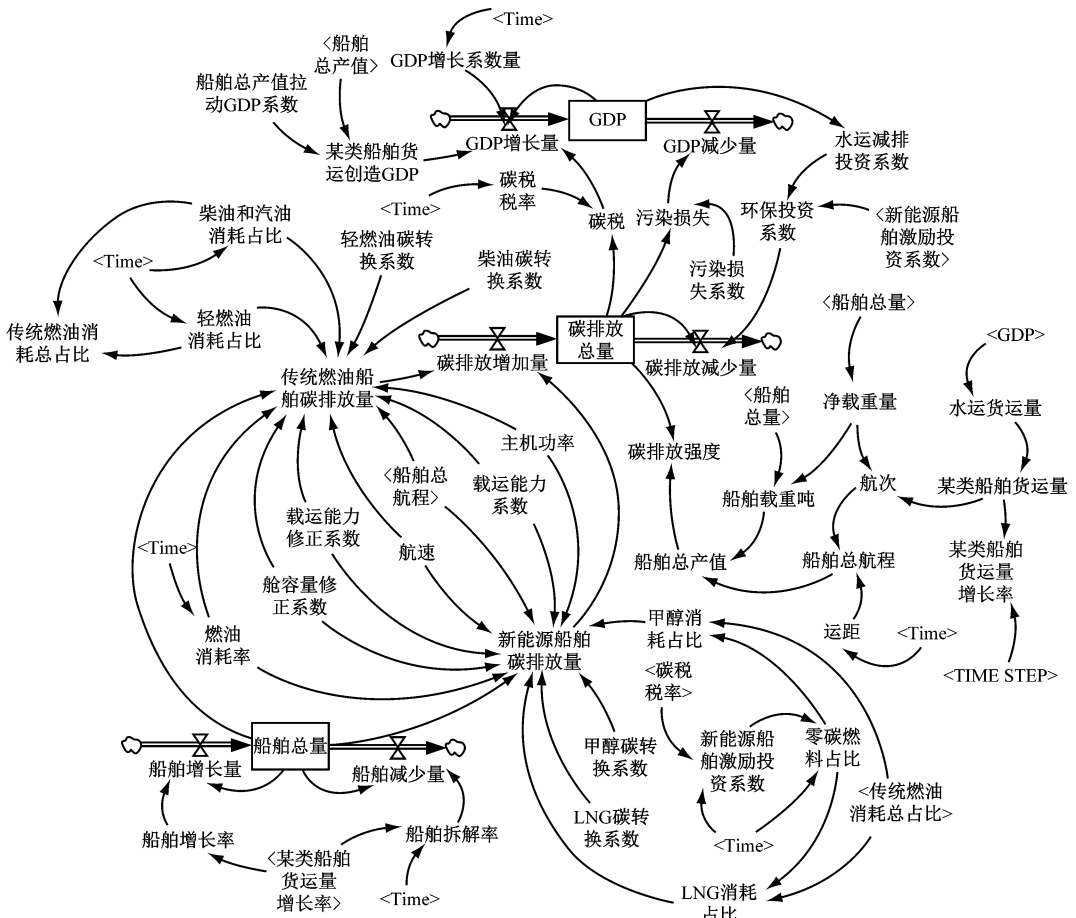 <Time>
GDP增长系数量
<船舶
总产值>
船舶总产值拉
动GDP系数
某类船舶货
运创造GDP
GDP增长量
GDP
GDP减少量
水运减排
投资系数
碳税
税率
<Time>
碳税
污染损失
环保投资
系数
<新能源船
舶激励投
资系数>
污染损
失系数
柴油和汽油
消耗占比
<Time>
轻燃油碳转
换系数
柴油碳转
换系数
传统燃油消
耗总占比
轻燃油
消耗占比
碳排放增加量
碳排放
总量
碳排放减少量
<船舶总量>
<GDP>
传统燃油船
舶碳排放量
<船舶
总量>
净载重量
水运货运量
主机功率
碳排放强度
<船舶总
航程>
载运能力
系数
船舶载重吨
航次
某类船舶货运量
载运能力
修正系数
<Time>
航速
船舶总产值
船舶总航程
某类船舶
货运量
增长率
舱容量修
正系数
燃油
消耗率
新能源船舶
碳排放量
甲醇消
耗占比
运距
<Time>
<TIME STEP>
<碳税
税率>
船舶增长量
船舶总量
船舶减少量
甲醇碳转
换系数
新能源船
舶激励投
资系数
零碳燃
料占比
<传统燃油
消耗总占比>
LNG碳转
换系数
<Time>
船舶增长率
船舶拆解率
<某类船舶
货运量
增长率>
<Time>
LNG消耗
占比